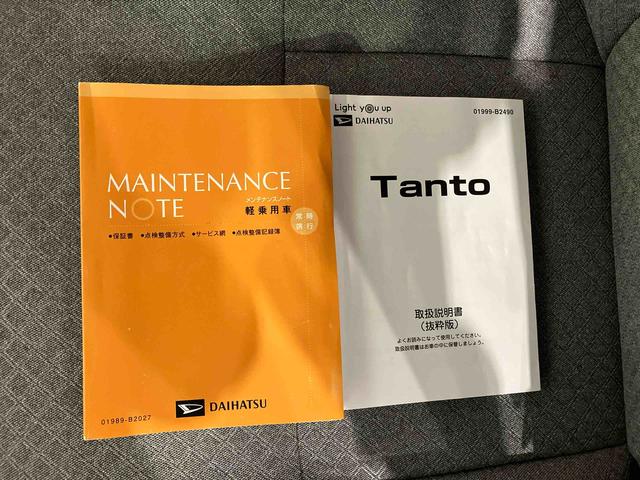 MAINTENANCE
NOTE
メンテナンスノート
軽乗用車
常時
携行
●保証書 ●点検整備方式 ●サービス網 ●点検整備記録簿
DAIHATSU
01989-B2027
Light you up
DAIHATSU
01999-B2490
Tanto
取扱説明書
(抜粋版)
よくお読みになって使用してください。
取扱説明書はお車の中に保管しましょう。